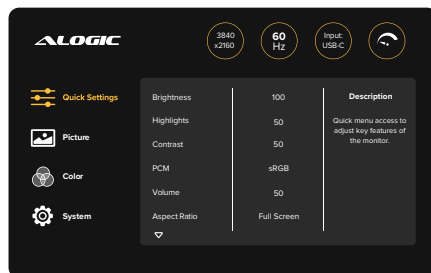 ALOGIC
3840
x2160
60
Hz
Input:
USB-C
Quick Settings
Picture
Color
System
Brightness 100
Highlights 50
Contrast 50
PCM sRGB
Volume 50
Aspect Ratio Full Screen
Description
Quick menu access to
adjust key features of
the monitor.